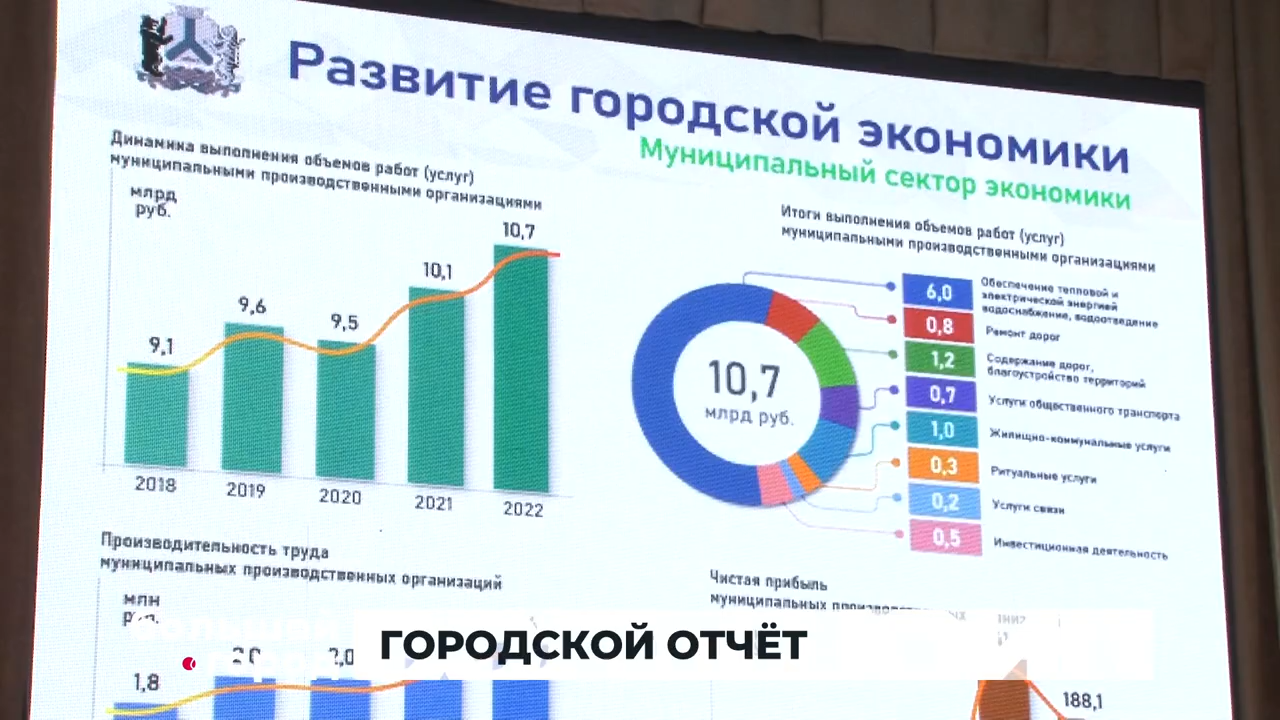 Развитие городской экономики
Муниципальный сектор экономики
Динамика выполнения объемов работ (услуг)
муниципальными производственными организациями
млрд
руб.
9,1
9,6
9,5
10,1
10,7
2018
2019
2020
2021
2022
Итоги выполнения объемов работ (услуг)
муниципальными производственными организациями
10,7
млрд руб.
6,0
Обеспечение тепловой и
электрической энергией
водоснабжение, водоотведение
0,8
Ремонт дорог
1,2
Содержание дорог,
благоустройство территорий
0,7
Услуги общественного транспорта
1,0
Жилищно-коммунальные услуги
0,3
Ритуальные услуги
0,2
Услуги связи
0,5
Инвестиционная деятельность
Производительность труда
муниципальных производственных организаций
млн
1,8
2,0
Чистая прибыль
муниципальных
188,1
ГОРОДСКОЙ ОТЧЁТ